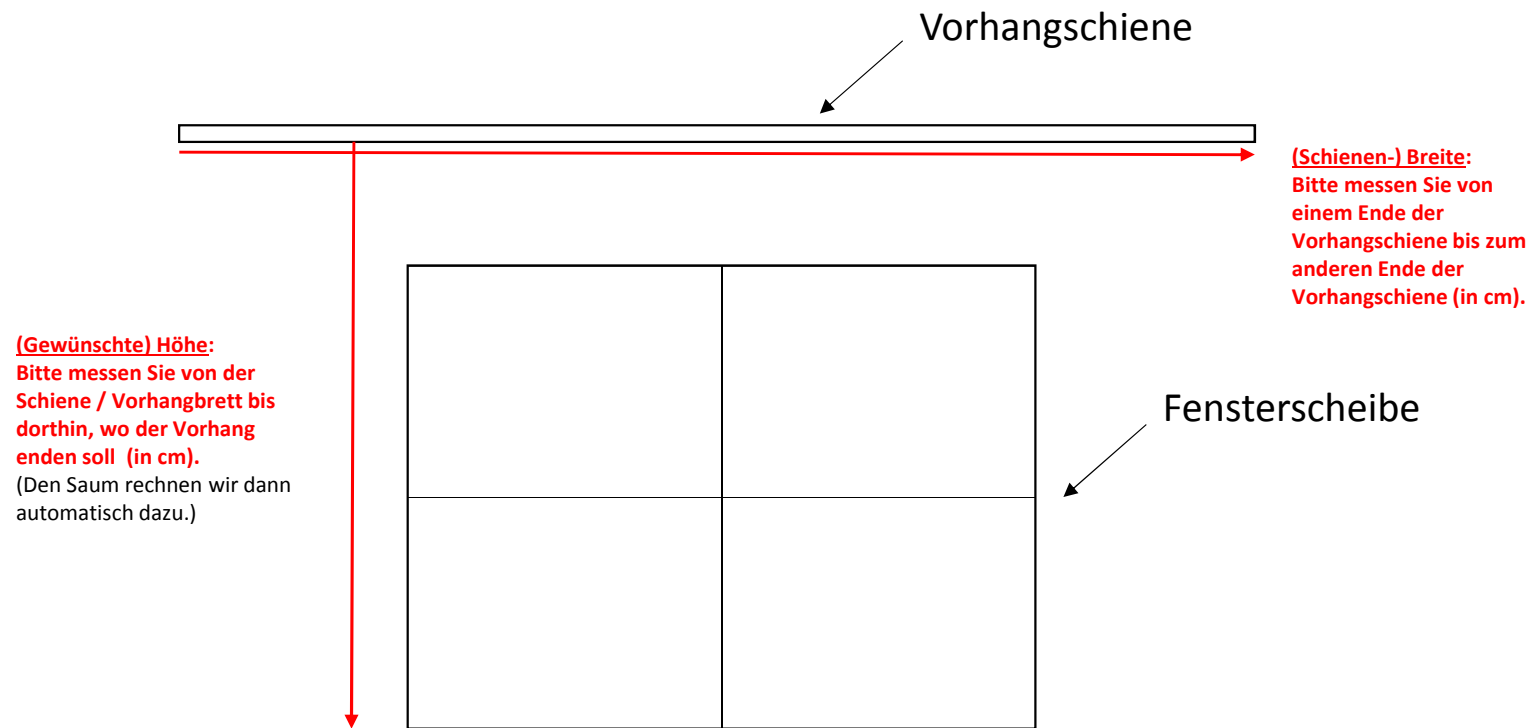 Vorhangschiene
(Schienen-) Breite:
Bitte messen Sie von
einem Ende der
Vorhangschiene bis zum
anderen Ende der
Vorhangschiene (in cm).
(Gewünschte) Höhe:
Bitte messen Sie von der
Schiene / Vorhangbrett bis
dorthin, wo der Vorhang
enden soll  (in cm).
(Den Saum rechnen wir dann
automatisch dazu.)
Fensterscheibe